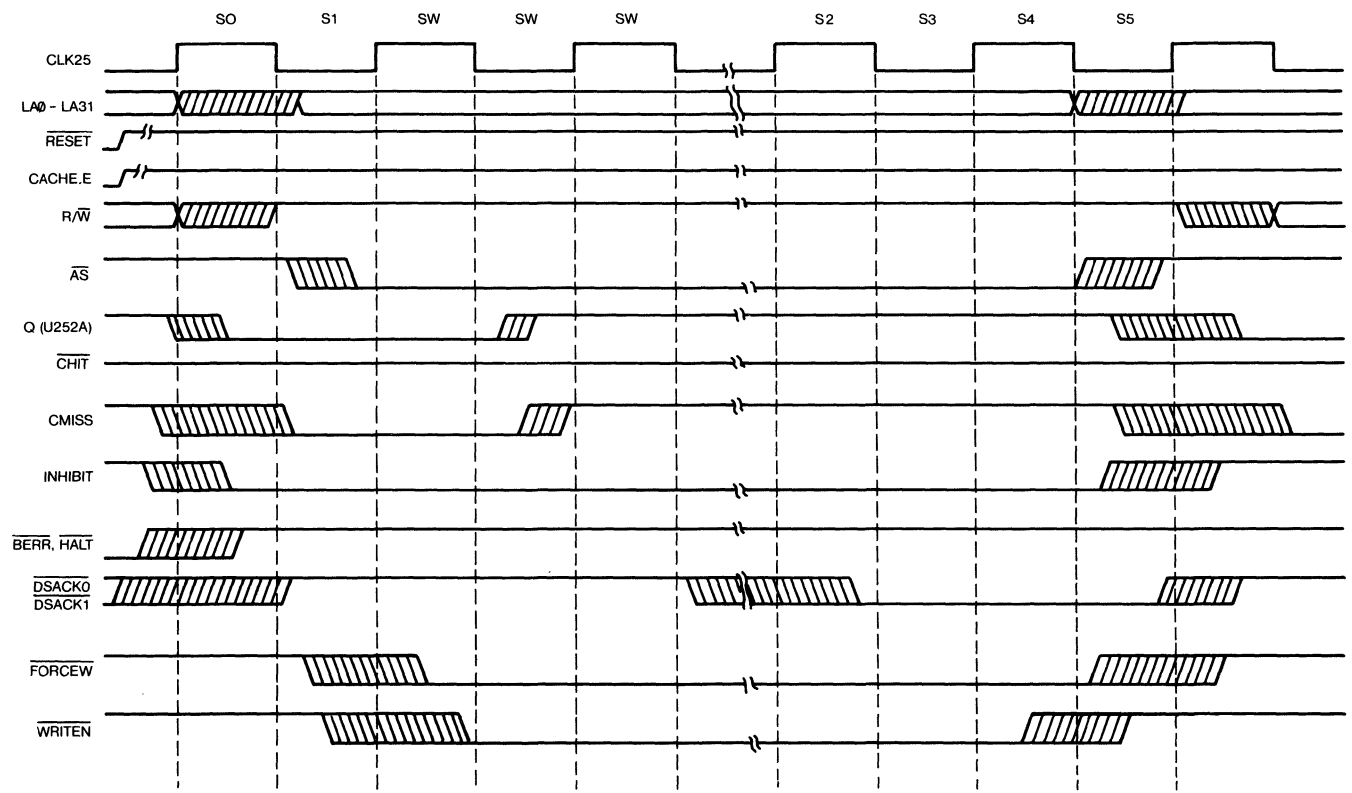 S0 S1 SW SW SW S2 S3 S4 S5
CLK25
LAØ - LA31
RESET
CACHE.E
R/W
AS
Q (U252A)
CHIT
CMISS
INHIBIT
BERR, HALT
DSACK0
DSACK1
FORCEW
WRITEN